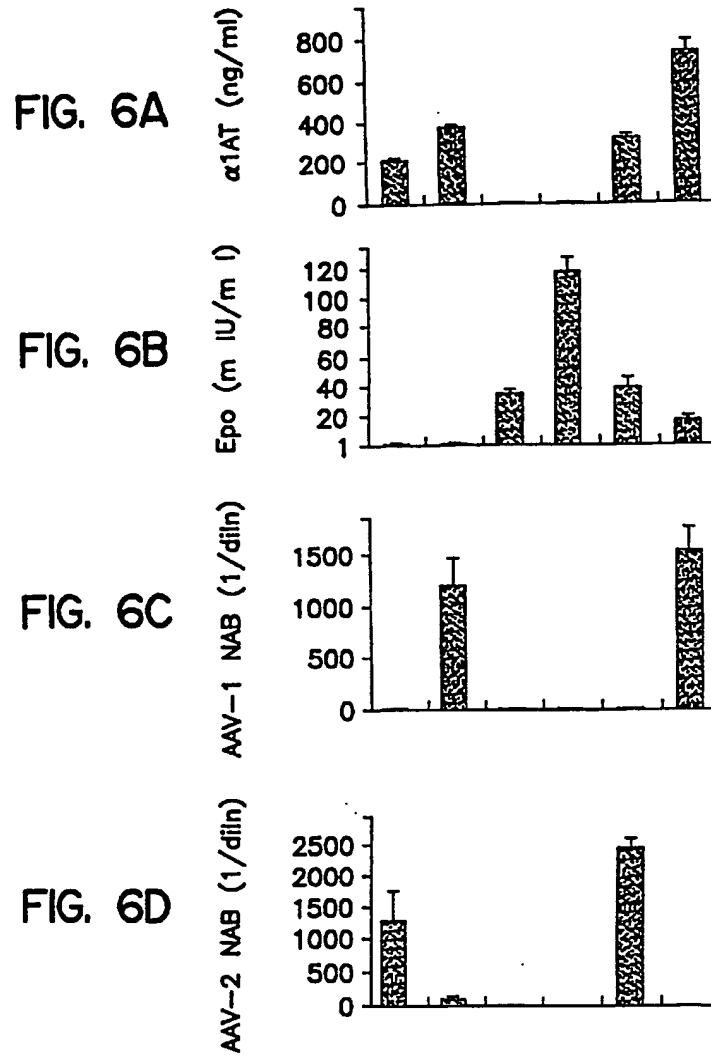 FIG. 6A
α1AT (ng/ml)
800
600
400
200
0
FIG. 6B
Epo (m IU/m l)
120
100
80
60
40
20
1
FIG. 6C
AAV-1 NAB (1/diln)
1500
1000
500
0
FIG. 6D
AAV-2 NAB (1/diln)
2500
2000
1500
1000
500
0